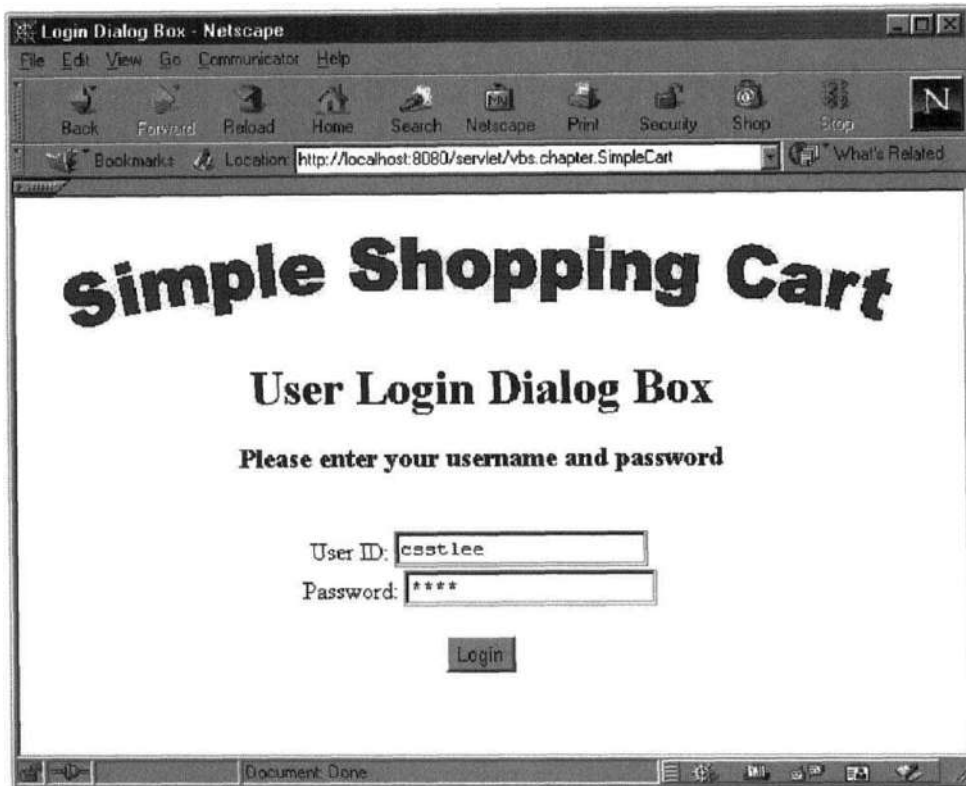 Login Dialog Box - Netscape
File Edit View Go Communicator Help
Back Forward Reload Home Search Netscape Print Security Shop Stop
N
Bookmarks Location: http://localhost:8080/servlet/vbs.chapter.SimpleCart What's Related
Simple Shopping Cart
User Login Dialog Box
Please enter your username and password
User ID: csstlee
Password: ****
Login
Document: Done